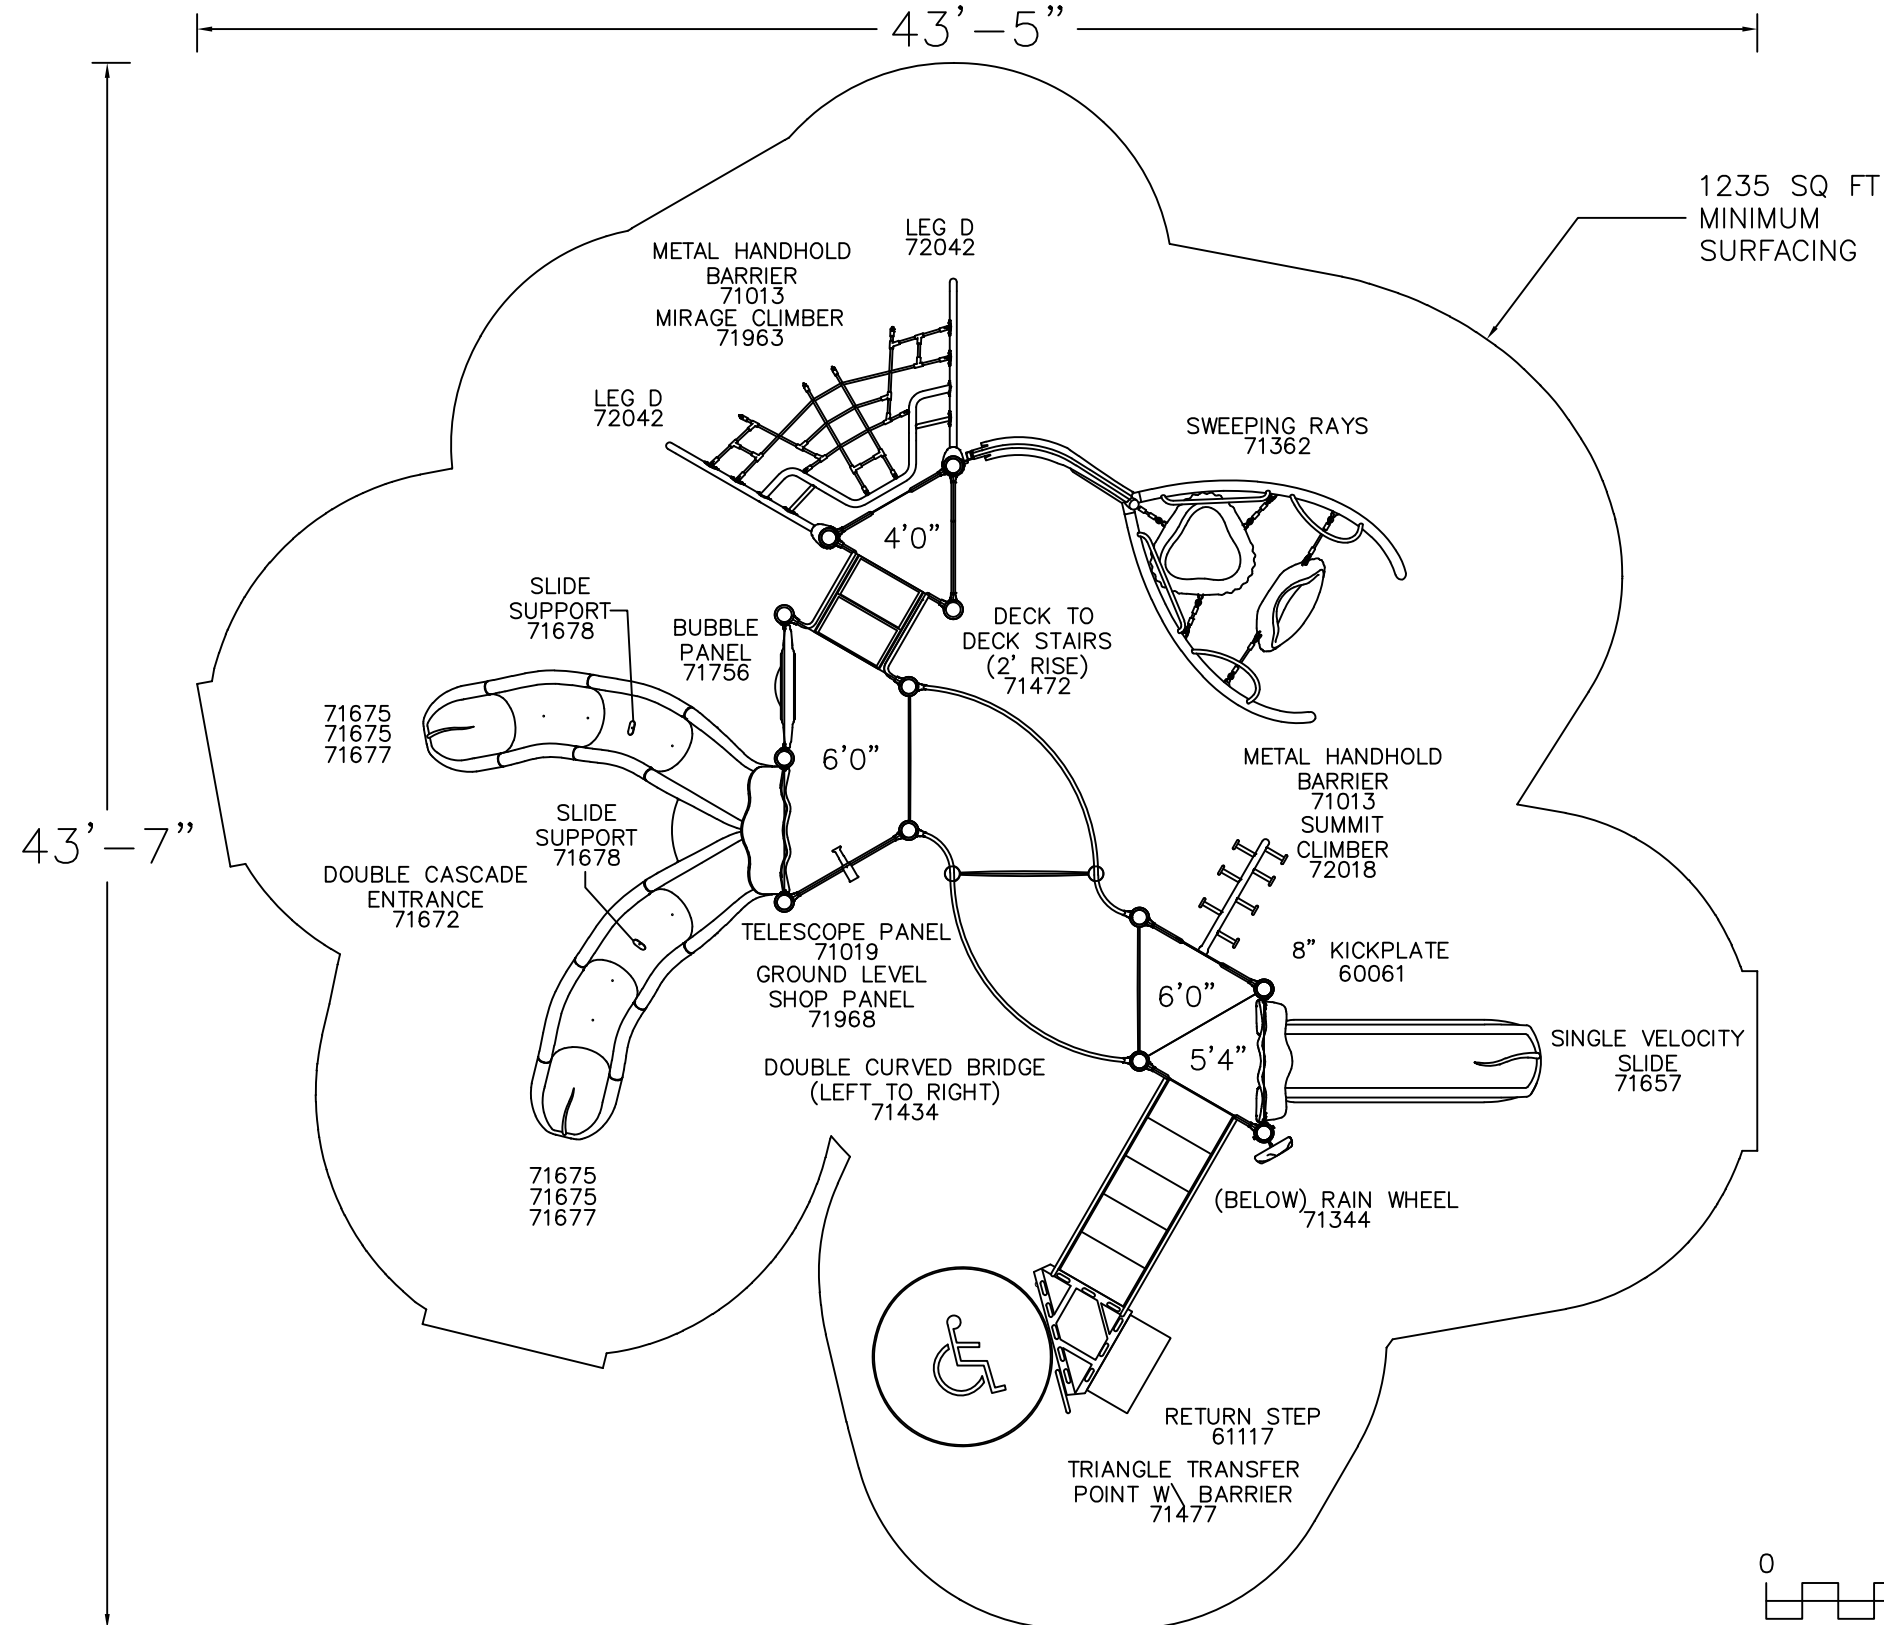 43'-5"
1235 SQ FT
MINIMUM
SURFACING
LEG D
72042
METAL HANDHOLD
BARRIER
71013
MIRAGE CLIMBER
71963
LEG D
72042
SWEEPING RAYS
71362
4'0"
SLIDE
SUPPORT
71678
BUBBLE
PANEL
71756
DECK TO
DECK STAIRS
(2' RISE)
71472
71675
71675
71677
6'0"
METAL HANDHOLD
BARRIER
71013
SUMMIT
CLIMBER
72018
SLIDE
SUPPORT
71678
43'-7"
DOUBLE CASCADE
ENTRANCE
71672
TELESCOPE PANEL
71019
GROUND LEVEL
SHOP PANEL
71968
8" KICKPLATE
60061
6'0"
5'4"
SINGLE VELOCITY
SLIDE
71657
DOUBLE CURVED BRIDGE
(LEFT TO RIGHT)
71434
71675
71675
71677
(BELOW) RAIN WHEEL
71344
RETURN STEP
61117
TRIANGLE TRANSFER
POINT W\ BARRIER
71477
0